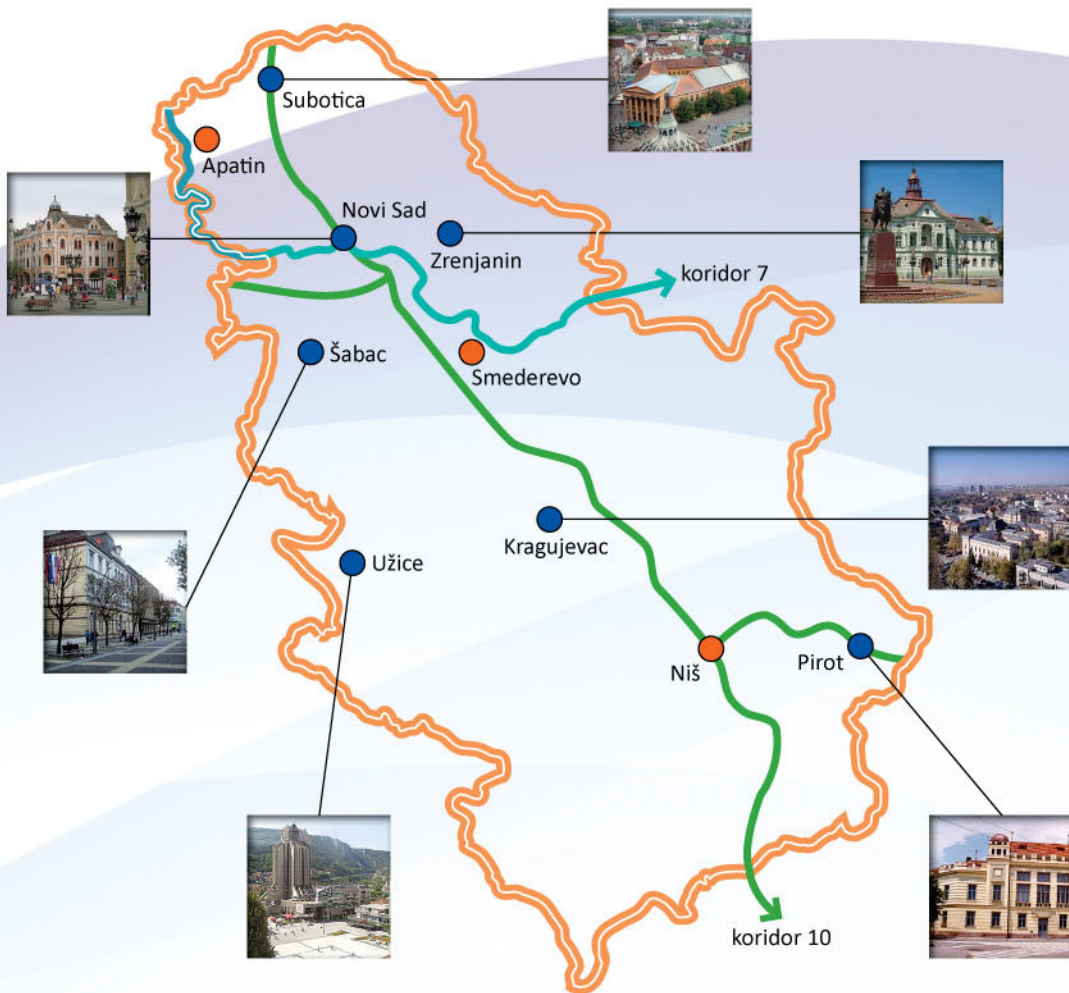 Subotica
Apatin
Novi Sad
Zrenjanin
koridor 7
Šabac
Smederevo
Kragujevac
Užice
Niš
Pirot
koridor 10